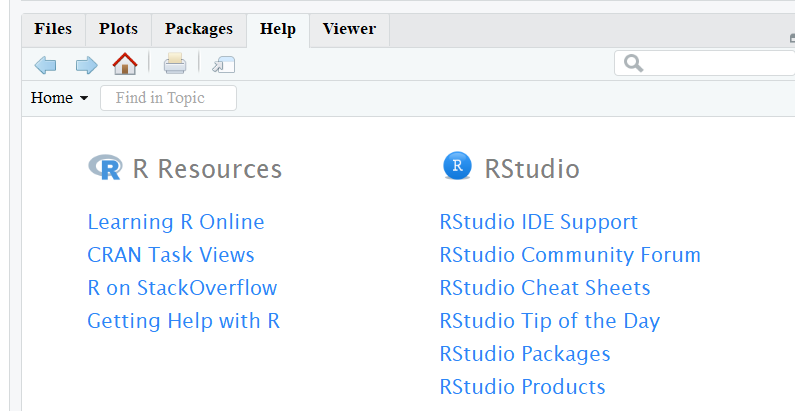 Files Plots Packages Help Viewer
Home Find in Topic
R R Resources
Learning R Online
CRAN Task Views
R on StackOverflow
Getting Help with R
R RStudio
RStudio IDE Support
RStudio Community Forum
RStudio Cheat Sheets
RStudio Tip of the Day
RStudio Packages
RStudio Products